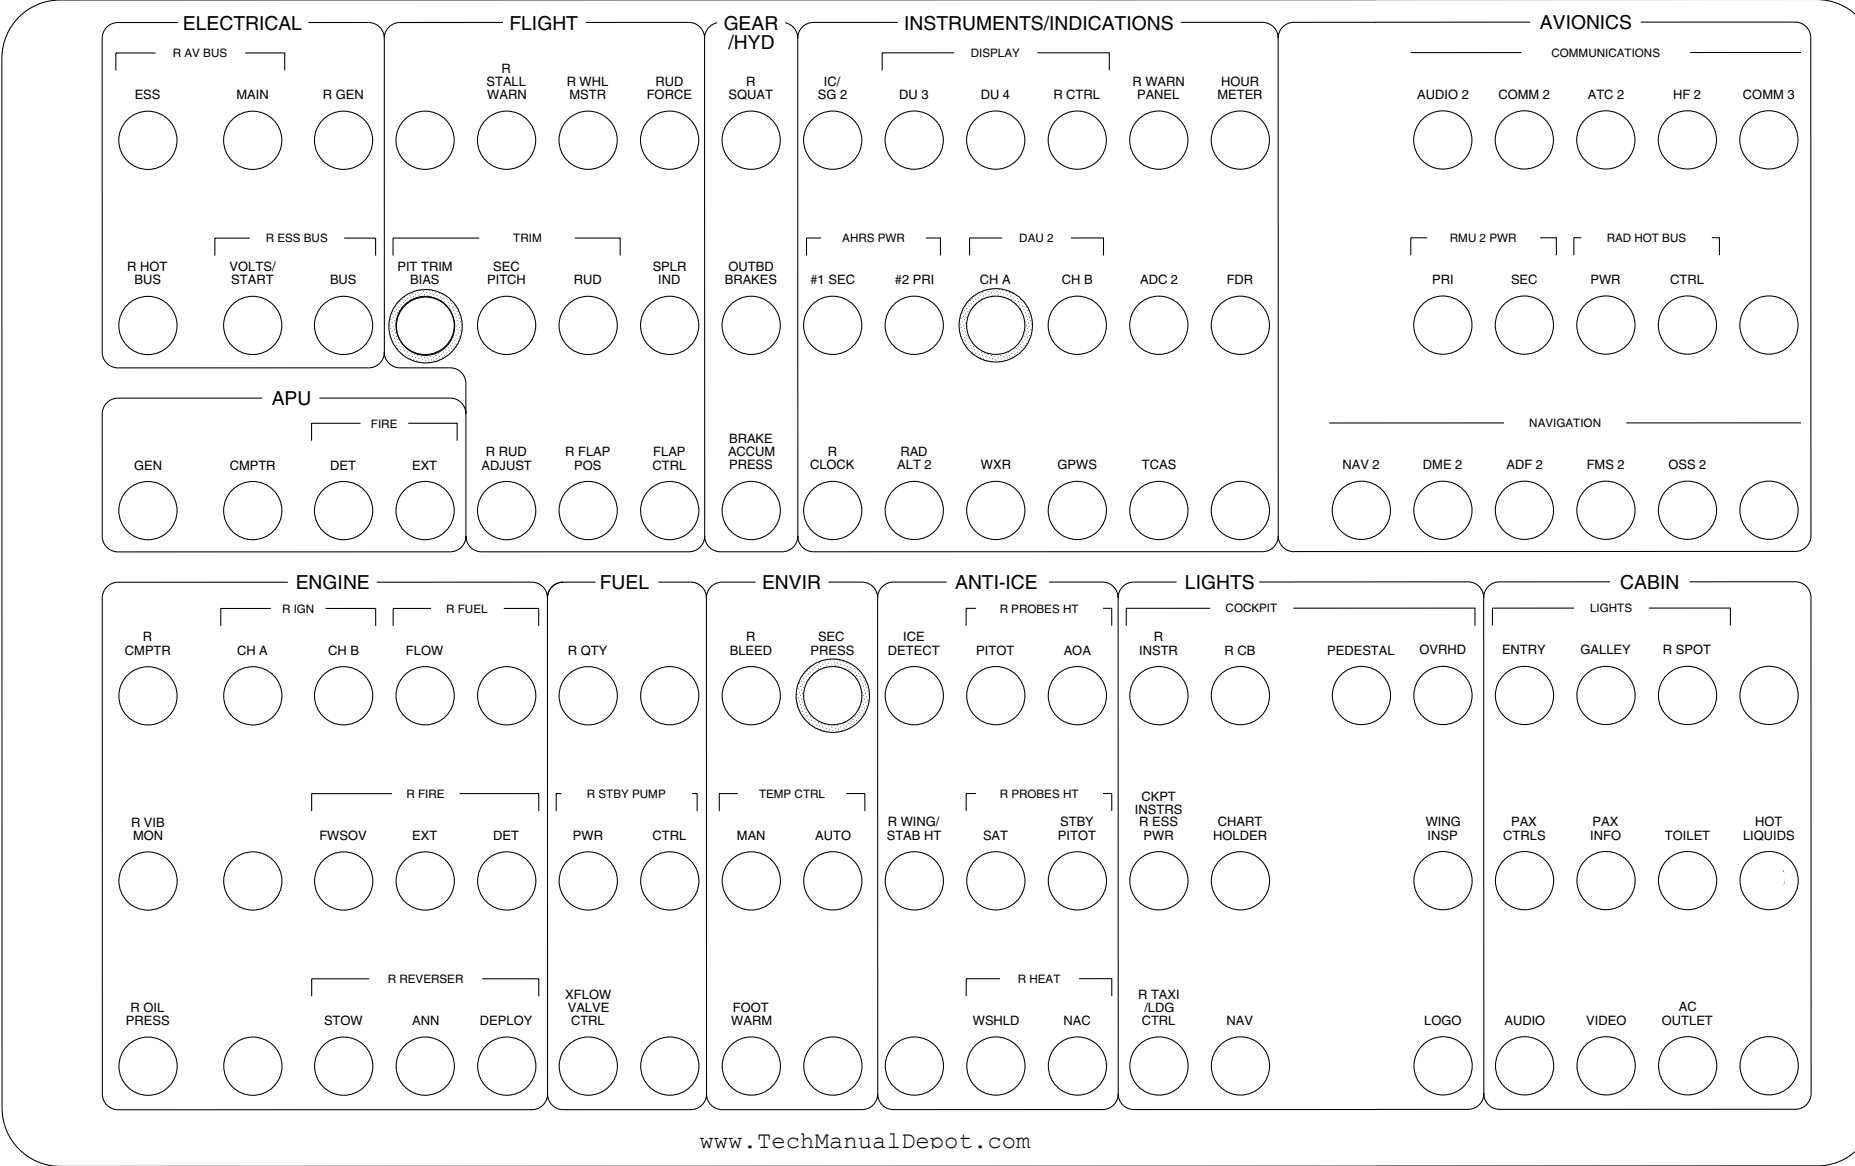 ELECTRICAL
FLIGHT
GEAR
/HYD
INSTRUMENTS/INDICATIONS
AVIONICS
R AV BUS
DISPLAY
COMMUNICATIONS
ESS
MAIN
R GEN
R
STALL
WARN
R WHL
MSTR
RUD
FORCE
R
SQUAT
IC/
SG 2
DU 3
DU 4
R CTRL
R WARN
PANEL
HOUR
METER
AUDIO 2
COMM 2
ATC 2
HF 2
COMM 3
R ESS BUS
TRIM
AHRS PWR
DAU 2
RMU 2 PWR
RAD HOT BUS
R HOT
BUS
VOLTS/
START
BUS
PIT TRIM
BIAS
SEC
PITCH
RUD
SPLR
IND
OUTBD
BRAKES
#1 SEC
#2 PRI
CH A
CH B
ADC 2
FDR
PRI
SEC
PWR
CTRL
APU
FIRE
NAVIGATION
GEN
CMPTR
DET
EXT
R RUD
ADJUST
R FLAP
POS
FLAP
CTRL
BRAKE
ACCUM
PRESS
R
CLOCK
RAD
ALT 2
WXR
GPWS
TCAS
NAV 2
DME 2
ADF 2
FMS 2
OSS 2
ENGINE
FUEL
ENVIR
ANTI-ICE
LIGHTS
CABIN
R IGN
R FUEL
R PROBES HT
COCKPIT
LIGHTS
R
CMPTR
CH A
CH B
FLOW
R QTY
R
BLEED
SEC
PRESS
ICE
DETECT
PITOT
AOA
R
INSTR
R CB
PEDESTAL
OVRHD
ENTRY
GALLEY
R SPOT
R FIRE
R STBY PUMP
TEMP CTRL
R PROBES HT
R VIB
MON
FWSOV
EXT
DET
PWR
CTRL
MAN
AUTO
R WING/
STAB HT
SAT
STBY
PITOT
CKPT
INSTRS
R ESS
PWR
CHART
HOLDER
WING
INSP
PAX
CTRLS
PAX
INFO
TOILET
HOT
LIQUIDS
R REVERSER
R HEAT
R OIL
PRESS
STOW
ANN
DEPLOY
XFLOW
VALVE
CTRL
FOOT
WARM
WSHLD
NAC
R TAXI
/LDG
CTRL
NAV
LOGO
AUDIO
VIDEO
AC
OUTLET
www.TechManualDepot.com